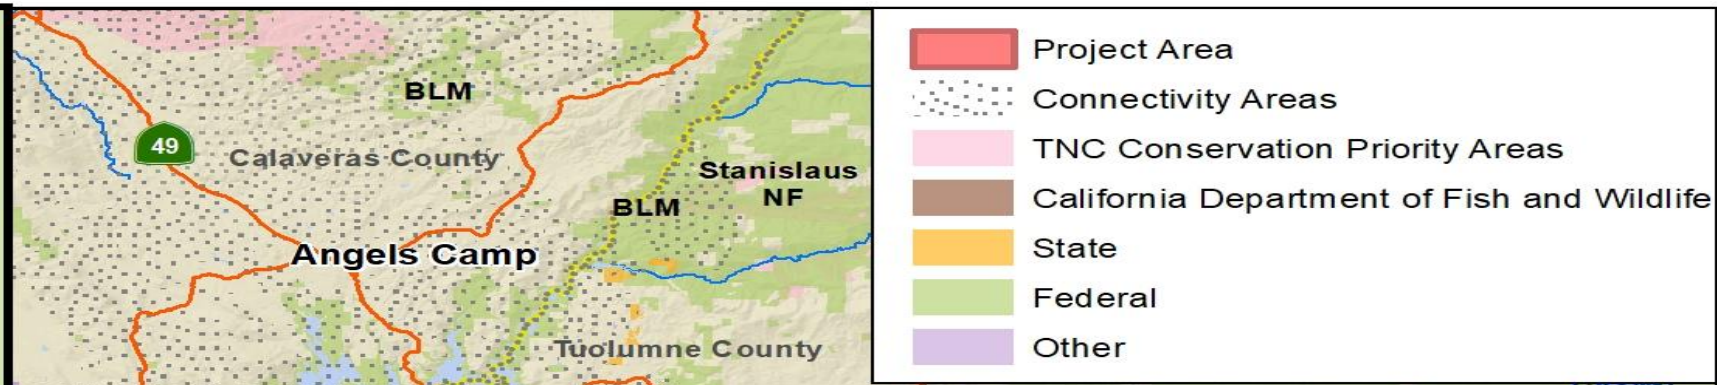 BLM
49
Calaveras County
Stanislaus
NF
BLM
Angels Camp
Tuolumne County
Project Area
Connectivity Areas
TNC Conservation Priority Areas
California Department of Fish and Wildlife
State
Federal
Other